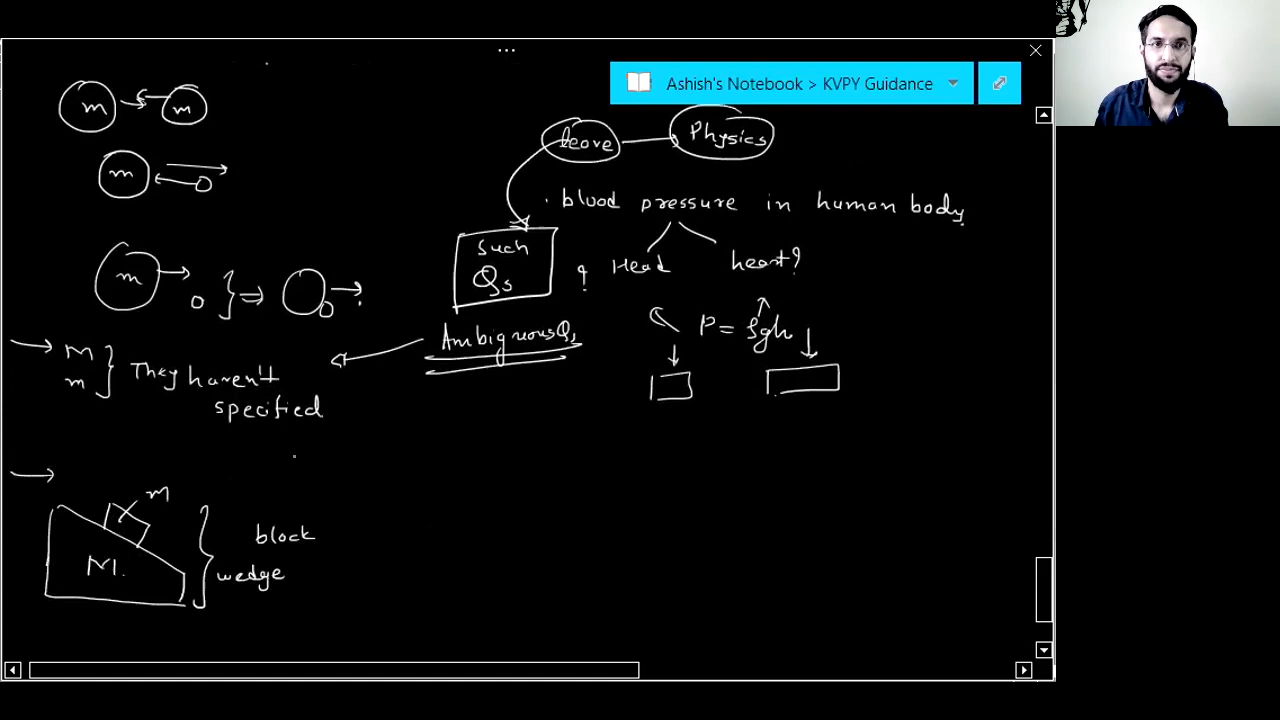 ...
Ashish's Notebook > KVPY Guidance
m m
m
m
M
m
They haven't
specified
leave Physics
. blood pressure in human body
Such
Qs
Head heart?
Ambiguous Qs
P = ρgh
m
M
block
wedge